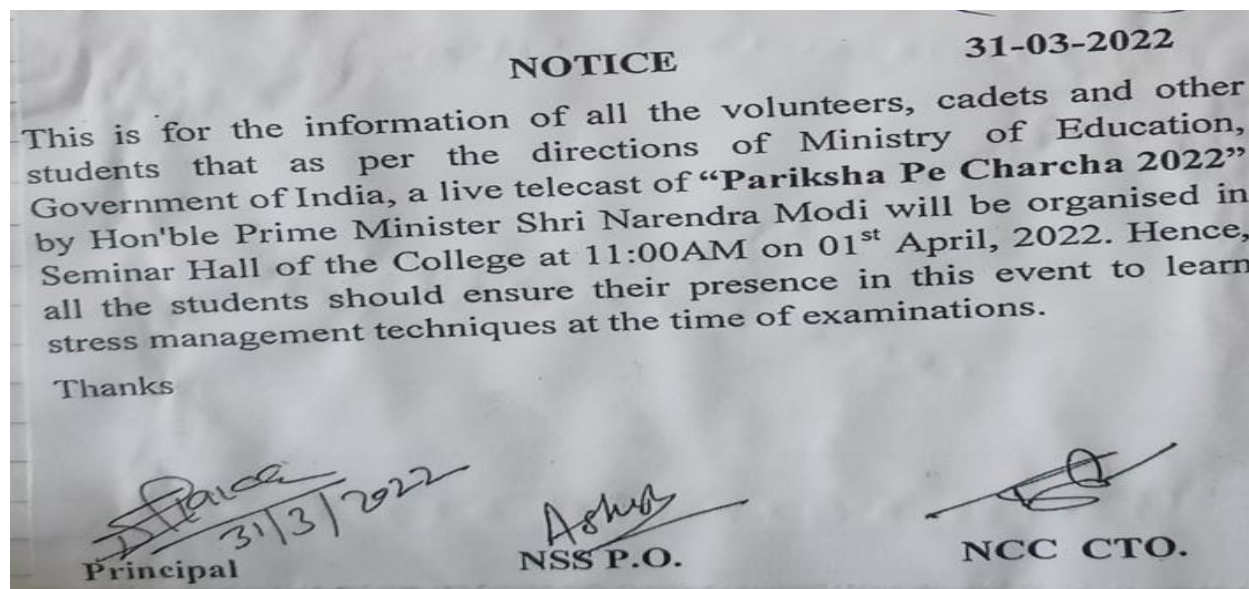 31-03-2022
NOTICE
This is for the information of all the volunteers, cadets and other
students that as per the directions of Ministry of Education,
Government of India, a live telecast of “Pariksha Pe Charcha 2022”
by Hon'ble Prime Minister Shri Narendra Modi will be organised in
Seminar Hall of the College at 11:00AM on 01st April, 2022. Hence,
all the students should ensure their presence in this event to learn
stress management techniques at the time of examinations.
Thanks
31/3/2022
Principal
NSS P.O.
NCC CTO.